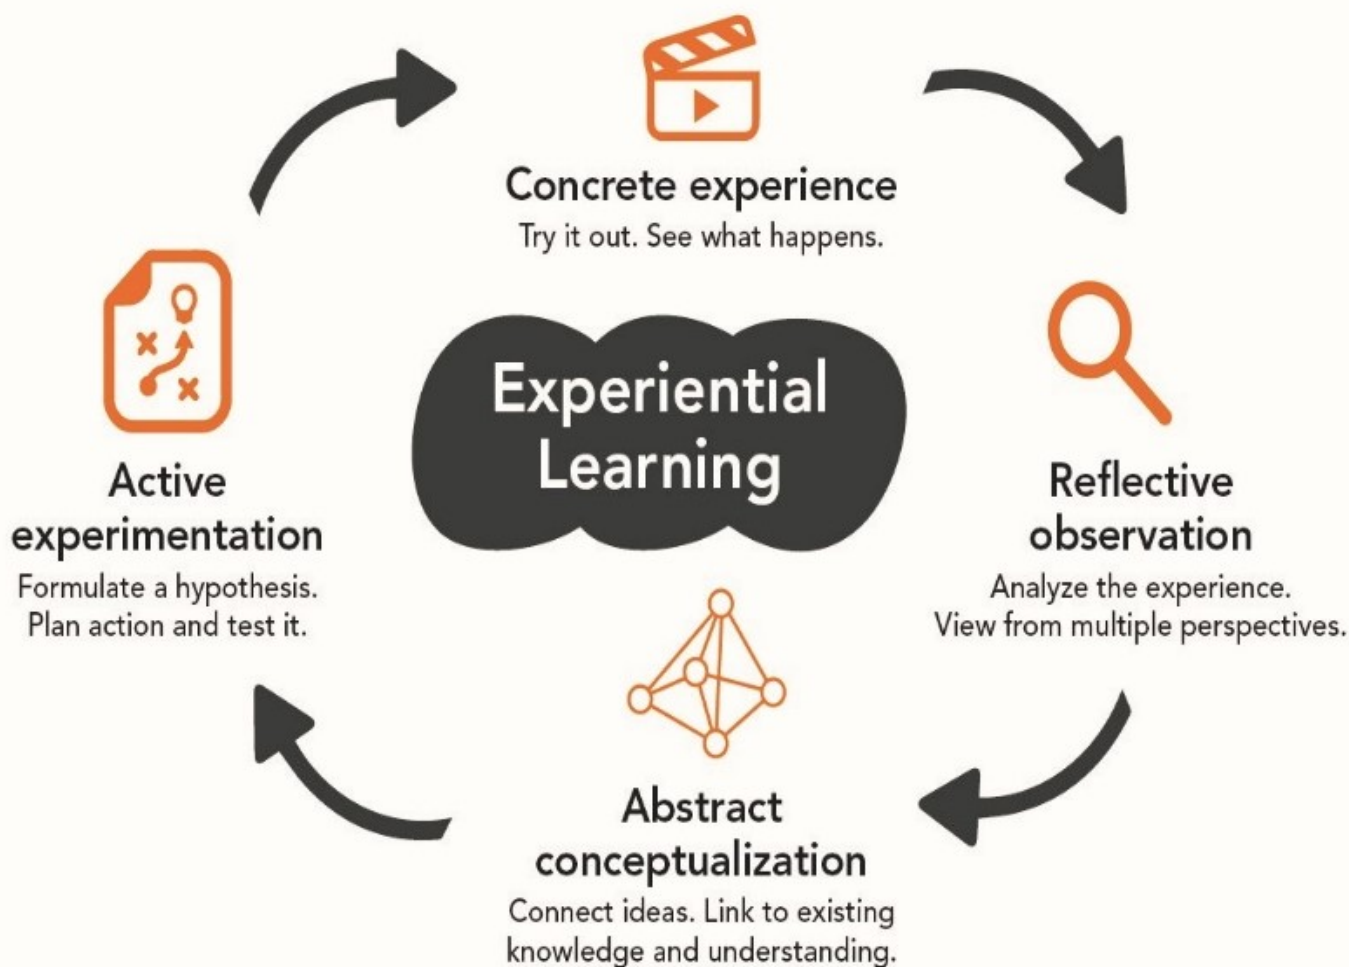 Concrete experience
Try it out. See what happens.
Experiential
Learning
Reflective
observation
Analyze the experience.
View from multiple perspectives.
Abstract
conceptualization
Connect ideas. Link to existing
knowledge and understanding.
Active
experimentation
Formulate a hypothesis.
Plan action and test it.